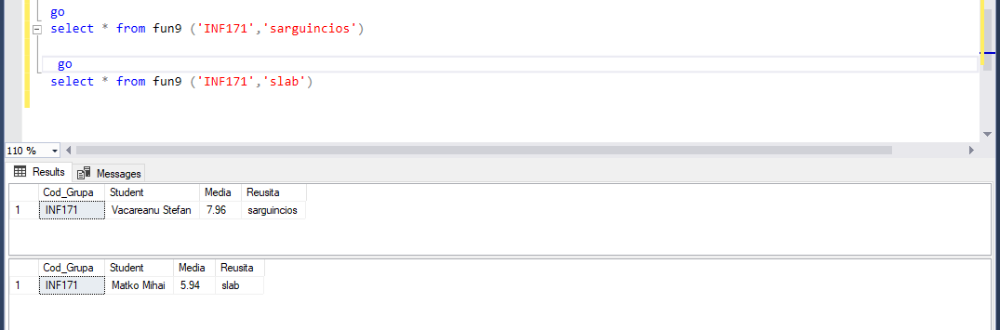 go
select * from fun9 ('INF171','sarguincios')
go
select * from fun9 ('INF171','slab')
110 %
Results Messages
Cod_Grupa Student Media Reusita
1 INF171 Vacareanu Stefan 7.96 sarguincios
Cod_Grupa Student Media Reusita
1 INF171 Matko Mihai 5.94 slab